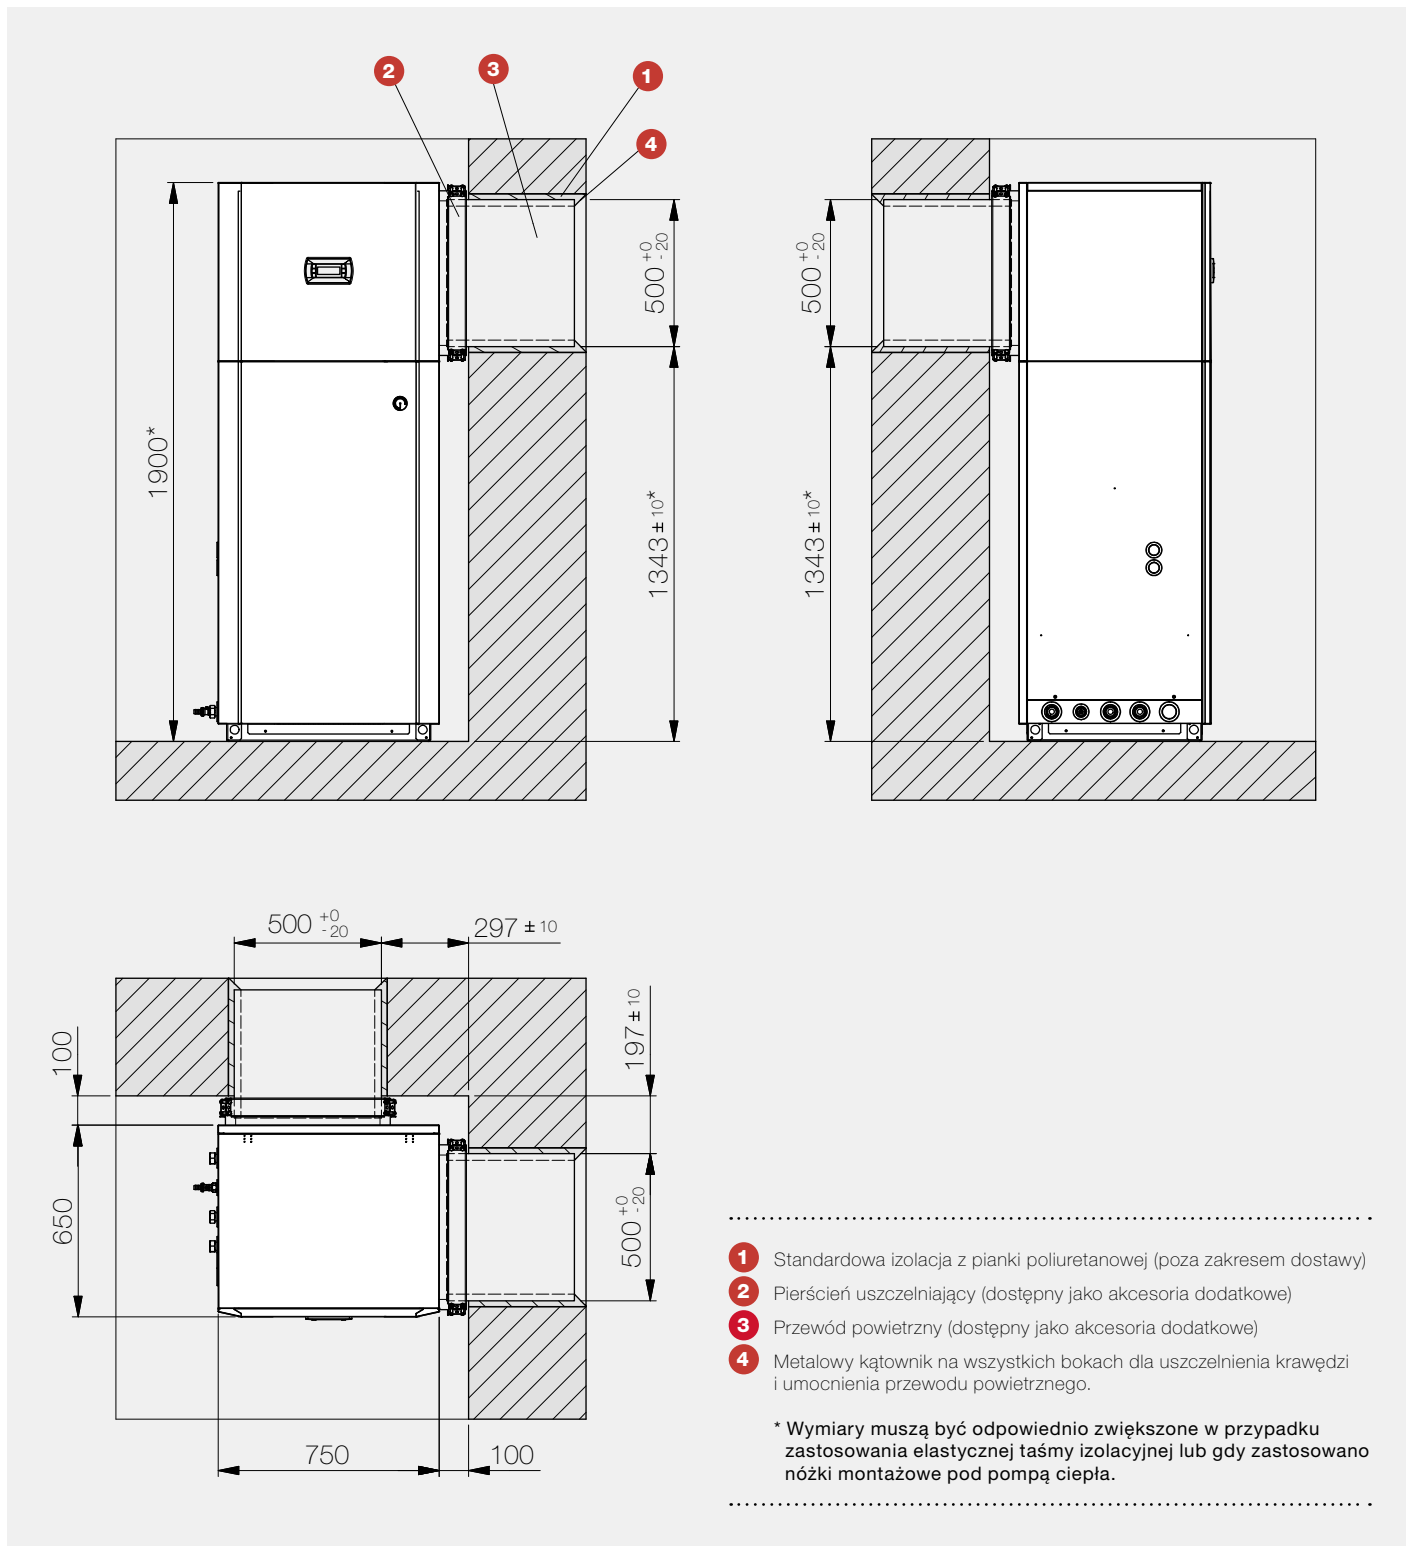 2
3
1
4
1900*
500 +0 -20
1343 ± 10*
500 +0 -20
1343 ± 10*
500 +0 -20
297 ± 10
100
650
197 ± 10
500 +0 -20
750
100
1 Standardowa izolacja z pianki poliuretanowej (poza zakresem dostawy)
2 Pierścień uszczelniający (dostępny jako akcesoria dodatkowe)
3 Przewód powietrzny (dostępny jako akcesoria dodatkowe)
4 Metalowy kątownik na wszystkich bokach dla uszczelnienia krawędzi
i umocnienia przewodu powietrznego.
* Wymiary muszą być odpowiednio zwiększone w przypadku
zastosowania elastycznej taśmy izolacyjnej lub gdy zastosowano
nóżki montażowe pod pompą ciepła.